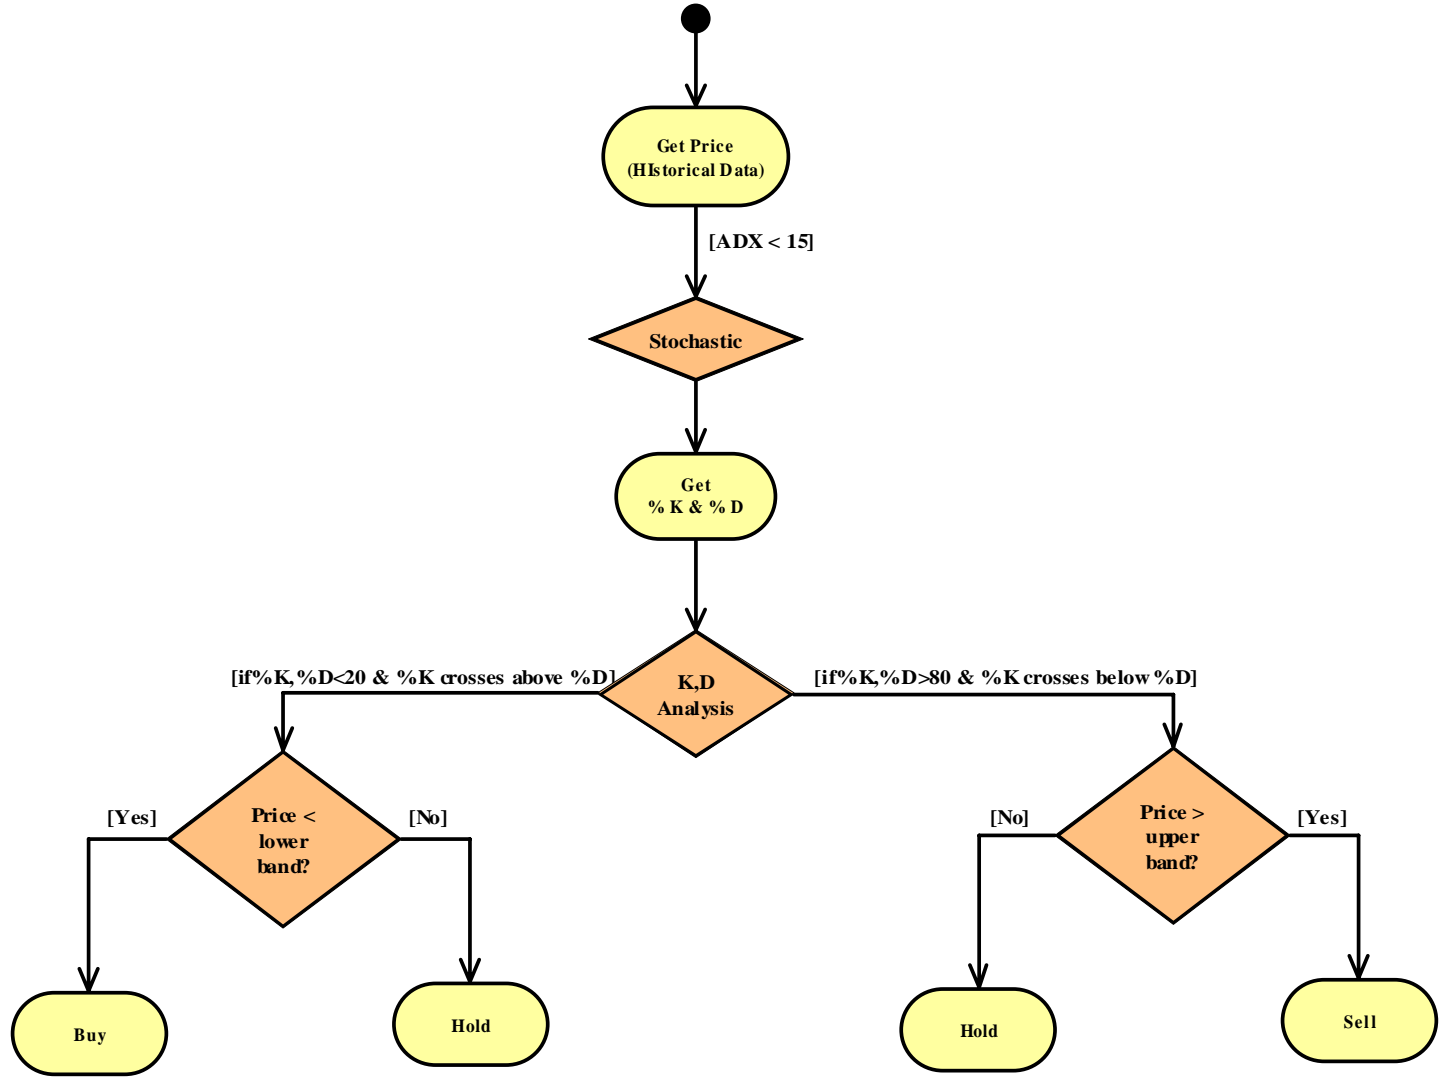 Get Price
(HIstorical Data)
[ADX < 15]
Stochastic
Get
% K & % D
[if%K,%D<20 & %K crosses above %D]
K,D
Analysis
[if%K,%D>80 & %K crosses below %D]
[Yes]
Price <
lower
band?
[No]
[No]
Price >
upper
band?
[Yes]
Buy
Hold
Hold
Sell